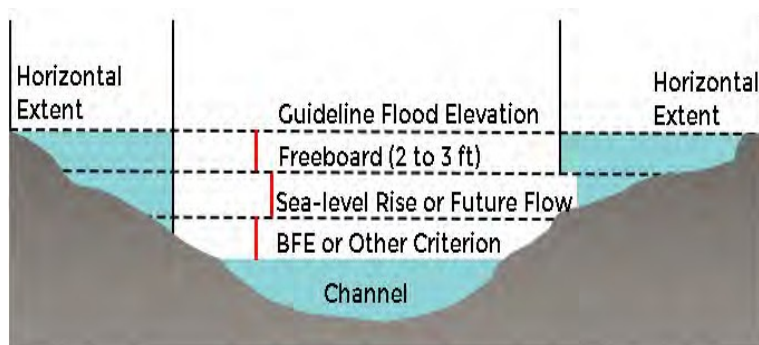 Horizontal
Extent
Horizontal
Extent
Guideline Flood Elevation
Freeboard (2 to 3 ft)
Sea-level Rise or Future Flow
BFE or Other Criterion
Channel